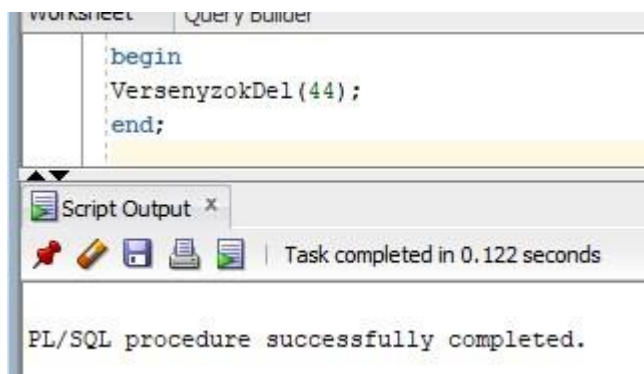 Worksheet Query Builder
begin
VersenyzokDel(44);
end;
Script Output x
Task completed in 0.122 seconds
PL/SQL procedure successfully completed.